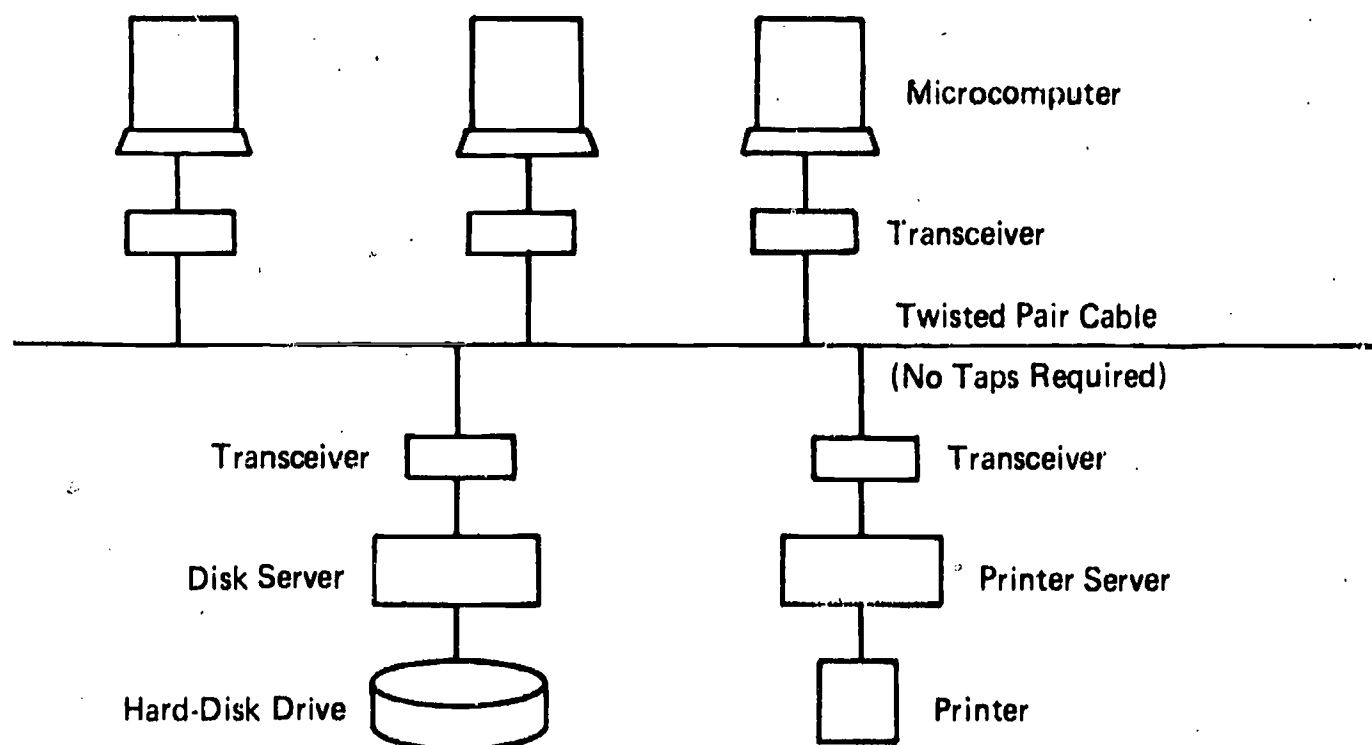 Microcomputer
Transceiver
Twisted Pair Cable
(No Taps Required)
Transceiver
Transceiver
Disk Server
Printer Server
Hard-Disk Drive
Printer